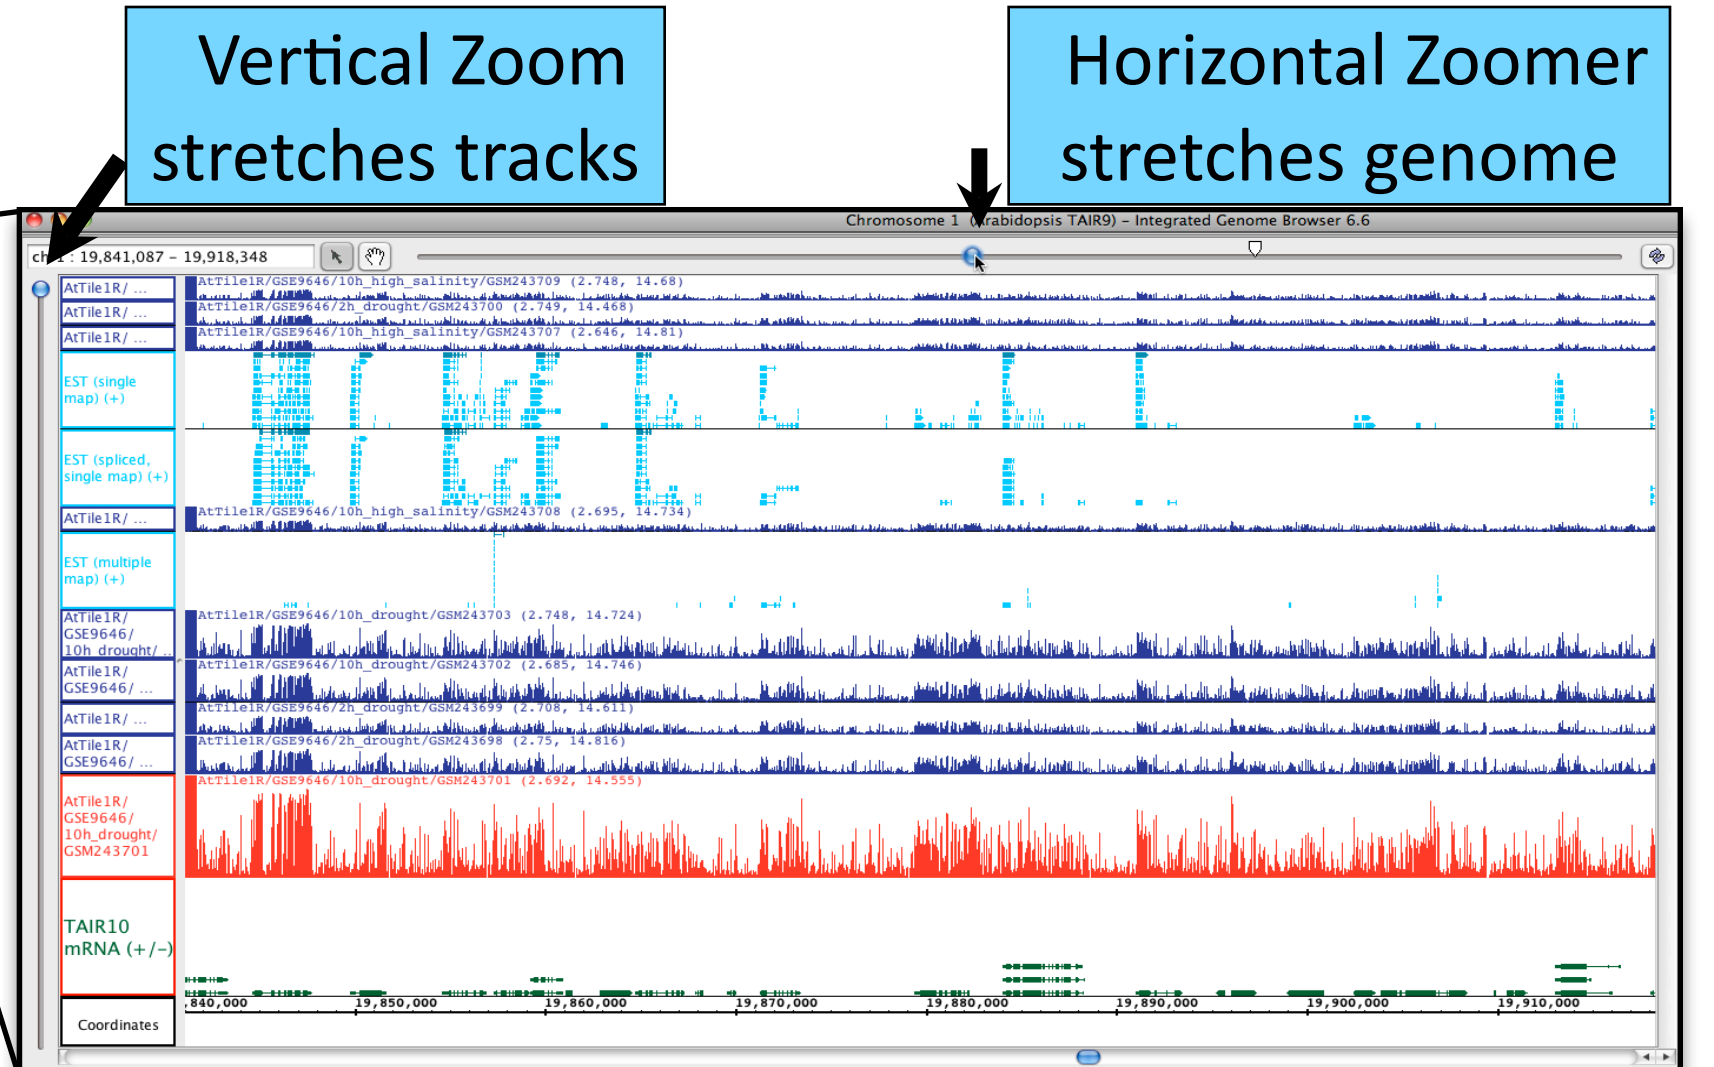 Vertical Zoom
stretches tracks
Horizontal Zoomer
stretches genome
Chromosome 1 (Arabidopsis TAIR9) - Integrated Genome Browser 6.6
: 19,841,087 - 19,918,348
AtTile1R/ ...
AtTile1R/GSE9646/10h_high_salinity/GSM243709 (2.748, 14.68)
AtTile1R/ ...
AtTile1R/GSE9646/2h_drought/GSM243700 (2.749, 14.468)
AtTile1R/ ...
AtTile1R/GSE9646/10h_high_salinity/GSM243707 (2.646, 14.81)
EST (single
map) (+)
EST (spliced,
single map) (+)
AtTile1R/ ...
AtTile1R/GSE9646/10h_high_salinity/GSM243708 (2.695, 14.734)
EST (multiple
map) (+)
AtTile1R/
GSE9646/
10h_drought/ ...
AtTile1R/GSE9646/10h_drought/GSM243703 (2.748, 14.724)
AtTile1R/
GSE9646/ ...
AtTile1R/GSE9646/10h_drought/GSM243702 (2.685, 14.746)
AtTile1R/ ...
AtTile1R/GSE9646/2h_drought/GSM243699 (2.708, 14.611)
AtTile1R/
GSE9646/ ...
AtTile1R/GSE9646/2h_drought/GSM243698 (2.75, 14.816)
AtTile1R/
GSE9646/
10h_drought/
GSM243701
AtTile1R/GSE9646/10h_drought/GSM243701 (2.692, 14.555)
TAIR10
mRNA (+/-)
,840,000 19,850,000 19,860,000 19,870,000 19,880,000 19,890,000 19,900,000 19,910,000
Coordinates